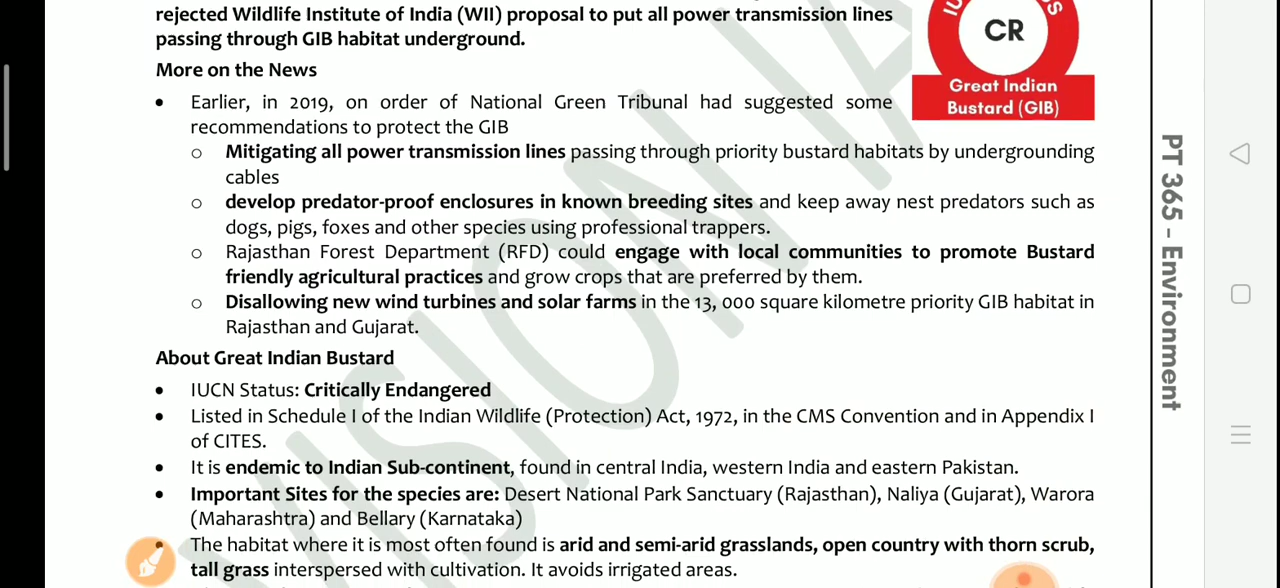 rejected Wildlife Institute of India (WII) proposal to put all power transmission lines
passing through GIB habitat underground.
CR
Great Indian
Bustard (GIB)
More on the News
• Earlier, in 2019, on order of National Green Tribunal had suggested some
recommendations to protect the GIB
o Mitigating all power transmission lines passing through priority bustard habitats by undergrounding
cables
o develop predator-proof enclosures in known breeding sites and keep away nest predators such as
dogs, pigs, foxes and other species using professional trappers.
o Rajasthan Forest Department (RFD) could engage with local communities to promote Bustard
friendly agricultural practices and grow crops that are preferred by them.
o Disallowing new wind turbines and solar farms in the 13, 000 square kilometre priority GIB habitat in
Rajasthan and Gujarat.
About Great Indian Bustard
• IUCN Status: Critically Endangered
• Listed in Schedule I of the Indian Wildlife (Protection) Act, 1972, in the CMS Convention and in Appendix I
of CITES.
• It is endemic to Indian Sub-continent, found in central India, western India and eastern Pakistan.
• Important Sites for the species are: Desert National Park Sanctuary (Rajasthan), Naliya (Gujarat), Warora
(Maharashtra) and Bellary (Karnataka)
• The habitat where it is most often found is arid and semi-arid grasslands, open country with thorn scrub,
tall grass interspersed with cultivation. It avoids irrigated areas.
PT 365 - Environment